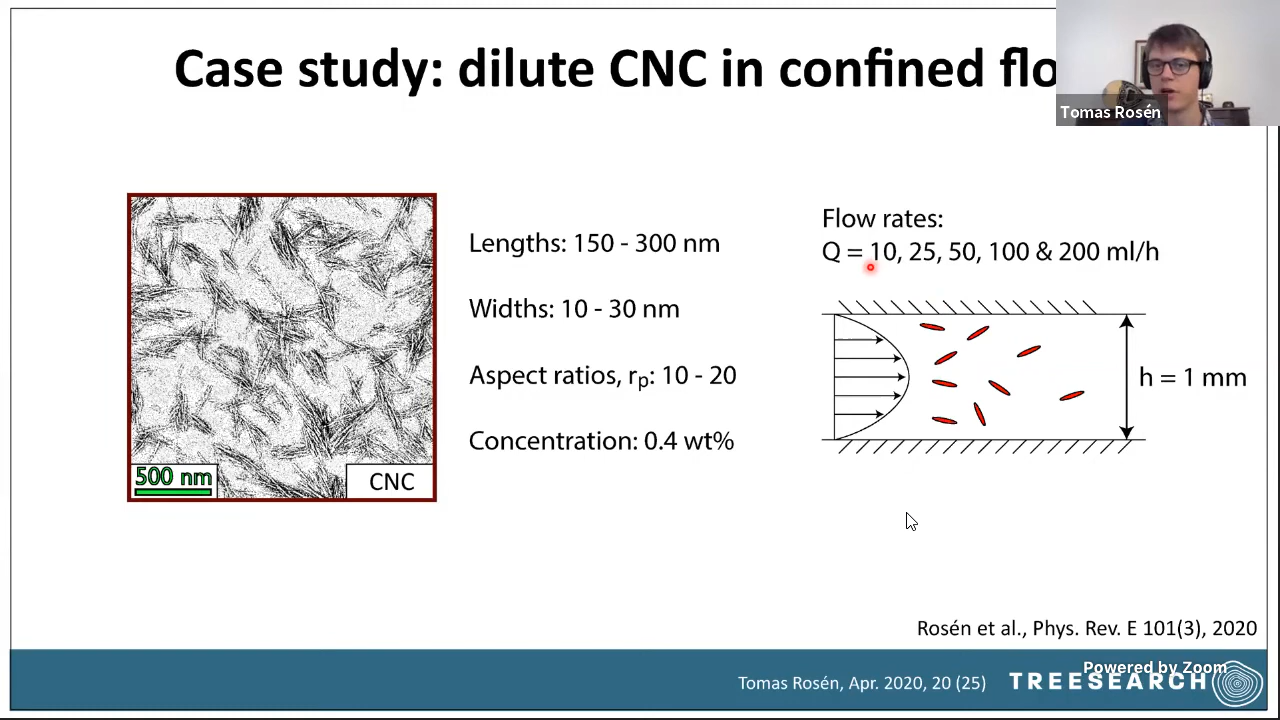 Case study: dilute CNC in confined flo
Tomas Rosén
Lengths: 150 - 300 nm
Widths: 10 - 30 nm
Aspect ratios, rp: 10 - 20
Concentration: 0.4 wt%
500 nm
CNC
Flow rates:
Q = 10, 25, 50, 100 & 200 ml/h
h = 1 mm
Rosén et al., Phys. Rev. E 101(3), 2020
Tomas Rosén, Apr. 2020, 20 (25)
TREESEARCH
Powered by Zoom